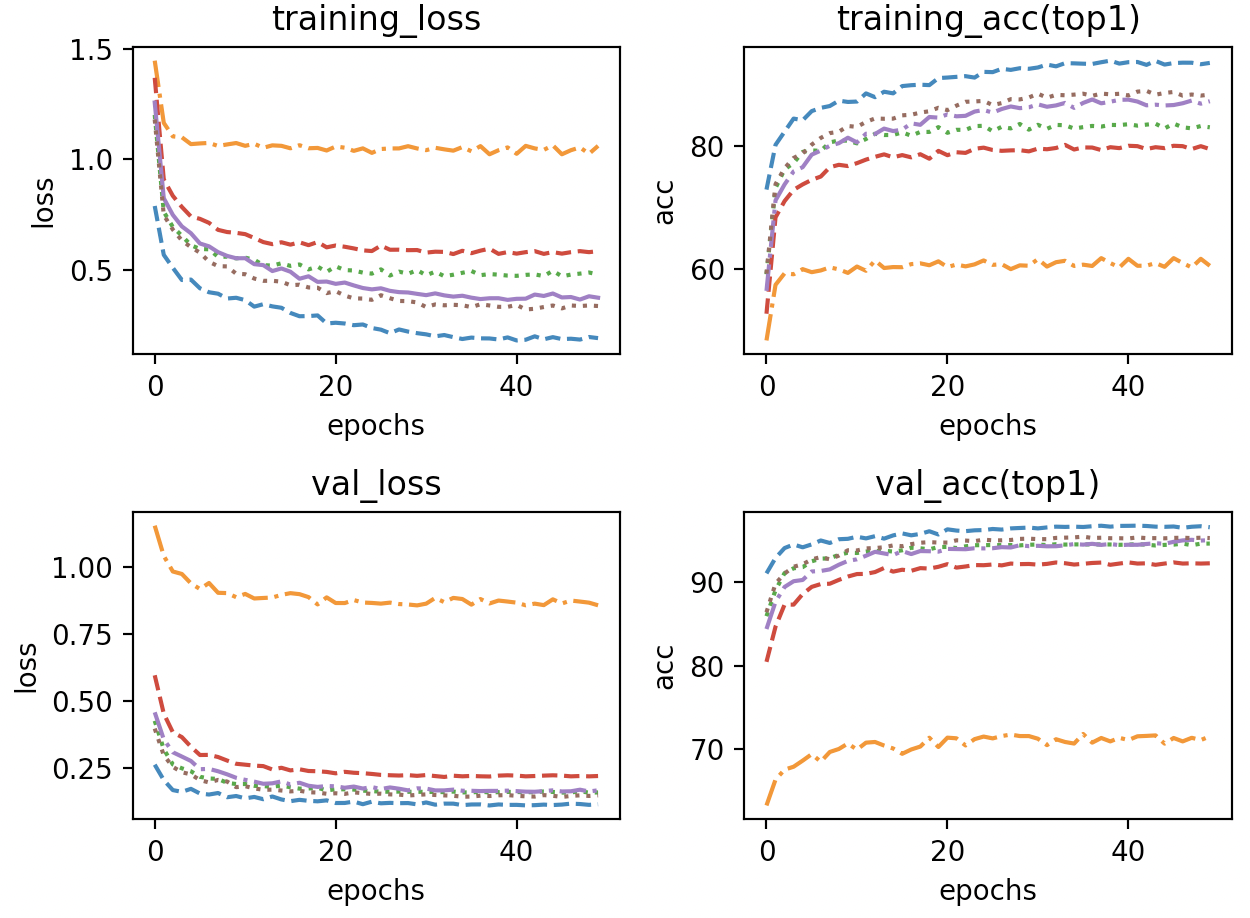 training_loss
1.5
1.0
0.5
loss
0 20 40
epochs
training_acc(top1)
80
60
acc
0 20 40
epochs
val_loss
1.00
0.75
0.50
0.25
loss
0 20 40
epochs
val_acc(top1)
90
80
70
acc
0 20 40
epochs